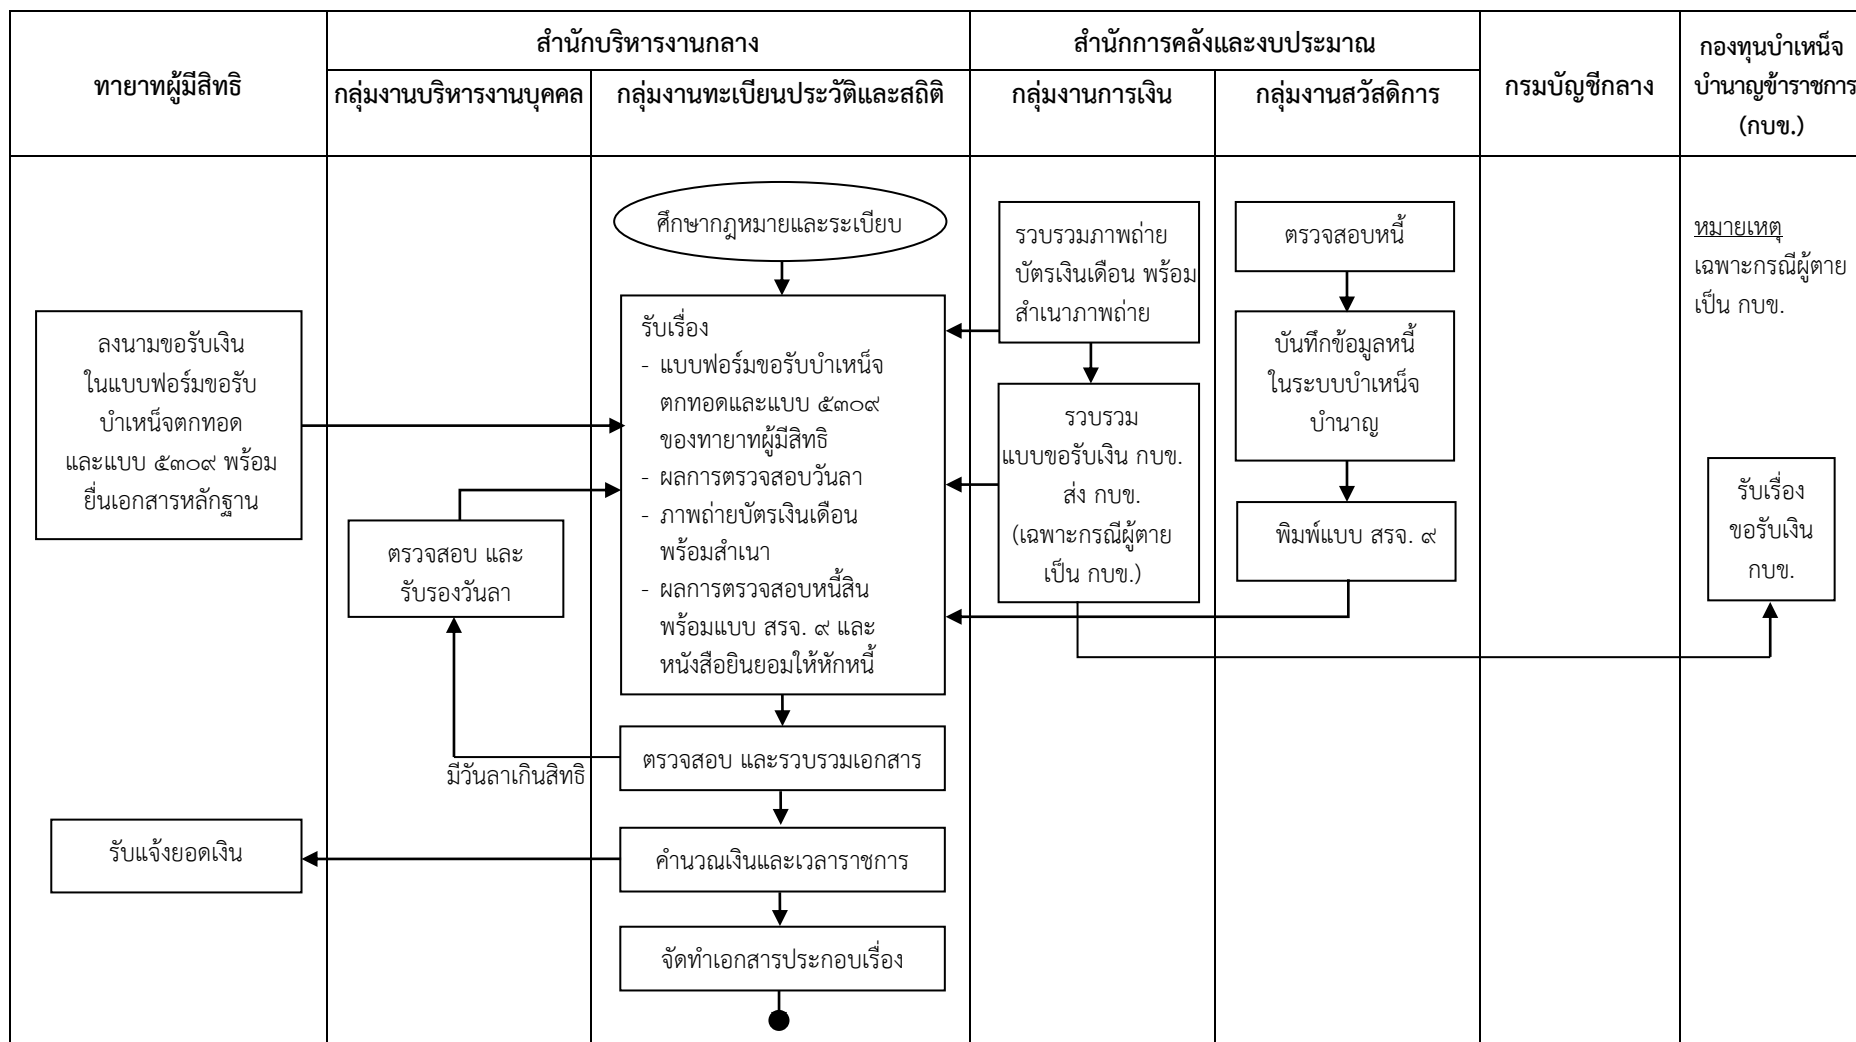 ทายาทผู้มีสิทธิ
สำนักบริหารงานกลาง
กลุ่มงานบริหารงานบุคคล
กลุ่มงานทะเบียนประวัติและสถิติ
สำนักการคลังและงบประมาณ
กลุ่มงานการเงิน
กลุ่มงานสวัสดิการ
กรมบัญชีกลาง
กองทุนบำเหน็จ
บำนาญข้าราชการ
(กบข.)
ลงนามขอรับเงิน
ในแบบฟอร์มขอรับ
บำเหน็จตกทอด
และแบบ ๕๓๐๙ พร้อม
ยื่นเอกสารหลักฐาน
รับแจ้งยอดเงิน
ตรวจสอบ และ
รับรองวันลา
มีวันลาเกินสิทธิ
ศึกษากฎหมายและระเบียบ
รับเรื่อง
- แบบฟอร์มขอรับบำเหน็จ
ตกทอดและแบบ ๕๓๐๙
ของทายาทผู้มีสิทธิ
- ผลการตรวจสอบวันลา
- ภาพถ่ายบัตรเงินเดือน
พร้อมสำเนา
- ผลการตรวจสอบหนี้สิน
พร้อมแบบ สรจ. ๙ และ
หนังสือยินยอมให้หักหนี้
ตรวจสอบ และรวบรวมเอกสาร
คำนวณเงินและเวลาราชการ
จัดทำเอกสารประกอบเรื่อง
รวบรวมภาพถ่าย
บัตรเงินเดือน พร้อม
สำเนาภาพถ่าย
รวบรวม
แบบขอรับเงิน กบข.
ส่ง กบข.
(เฉพาะกรณีผู้ตาย
เป็น กบข.)
ตรวจสอบหนี้
บันทึกข้อมูลหนี้
ในระบบบำเหน็จ
บำนาญ
พิมพ์แบบ สรจ. ๙
หมายเหตุ
เฉพาะกรณีผู้ตาย
เป็น กบข.
รับเรื่อง
ขอรับเงิน
กบข.